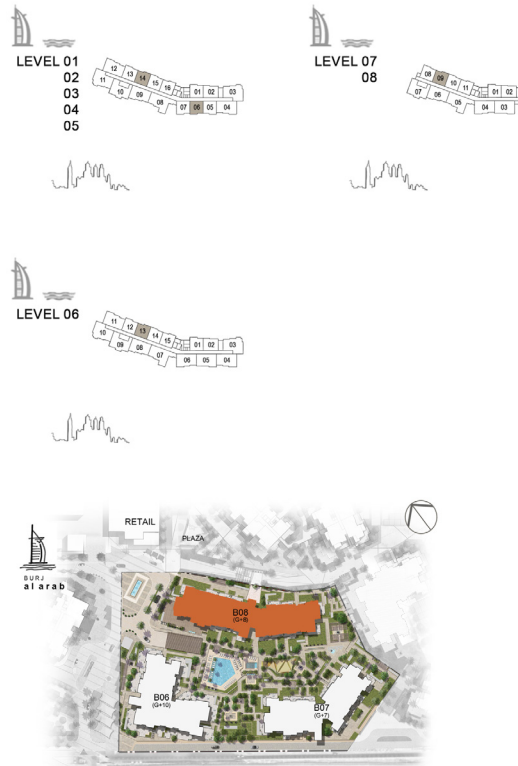 LEVEL 01
02
03
04
05
12 13 14 15 16 01 02 03
11 10 09 08 07 06 05 04
LEVEL 07
08
08 09 10 11 01 02
07 06 05 04 03
LEVEL 06
11 12 13 14 15 01 02 03
10 09 08 07 06 05 04
RETAIL
PLAZA
BURJ
al arab
B08
(G+8)
B06
(G+10)
B07
(G+7)